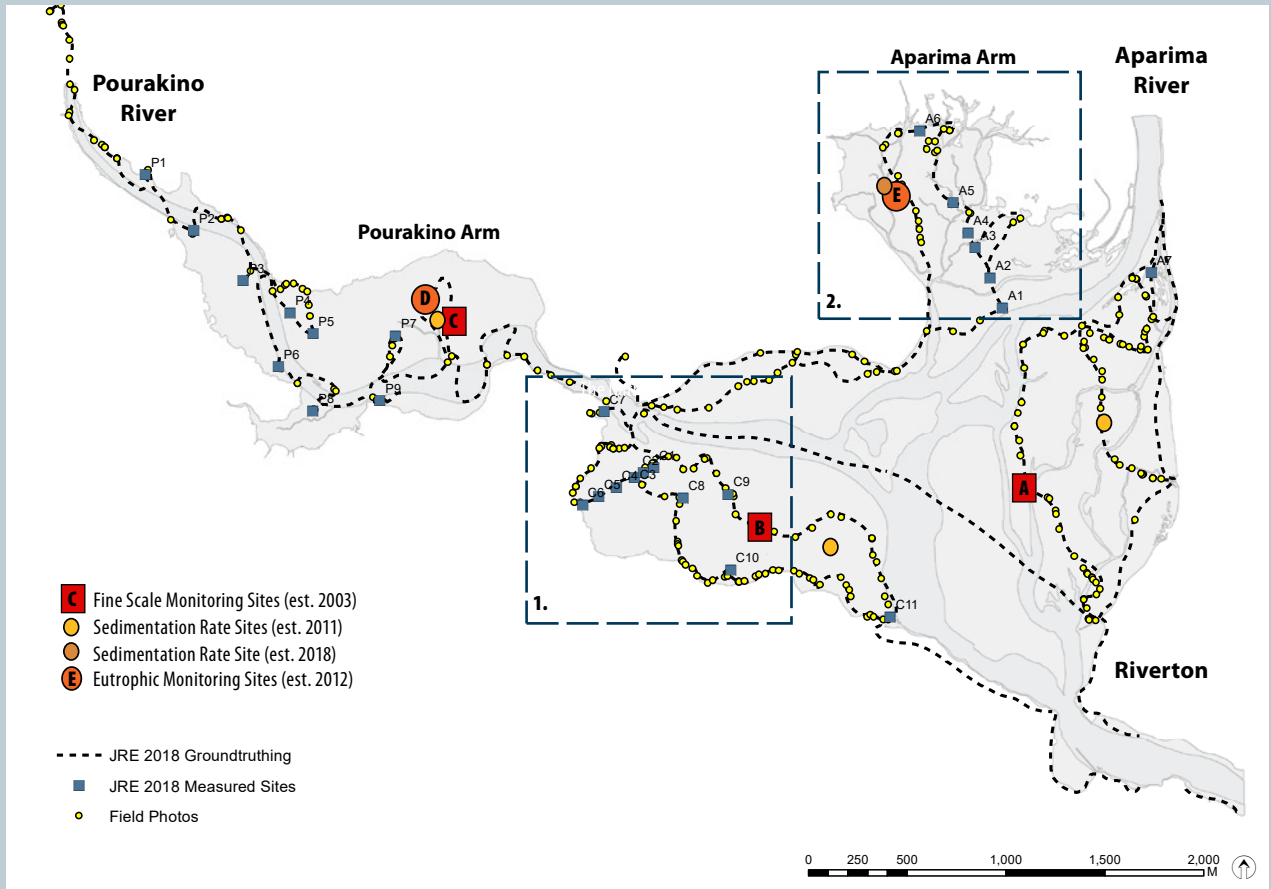 Pourakino
River
Aparima Arm
Aparima
River
A6
P1
E
A5
P2
A4
A3
Pourakino Arm
P3
A2
A7
D
2.
A1
P4
C
P5
P7
P6
P9
P8
C7
C2
C1
C4
C3
C5
C6
C8
C9
A
B
C10
1.
C11
C Fine Scale Monitoring Sites (est. 2003)
Sedimentation Rate Sites (est. 2011)
Sedimentation Rate Site (est. 2018)
E Eutrophic Monitoring Sites (est. 2012)
Riverton
JRE 2018 Groundtruthing
JRE 2018 Measured Sites
Field Photos
0 250 500 1,000 1,500 2,000
M